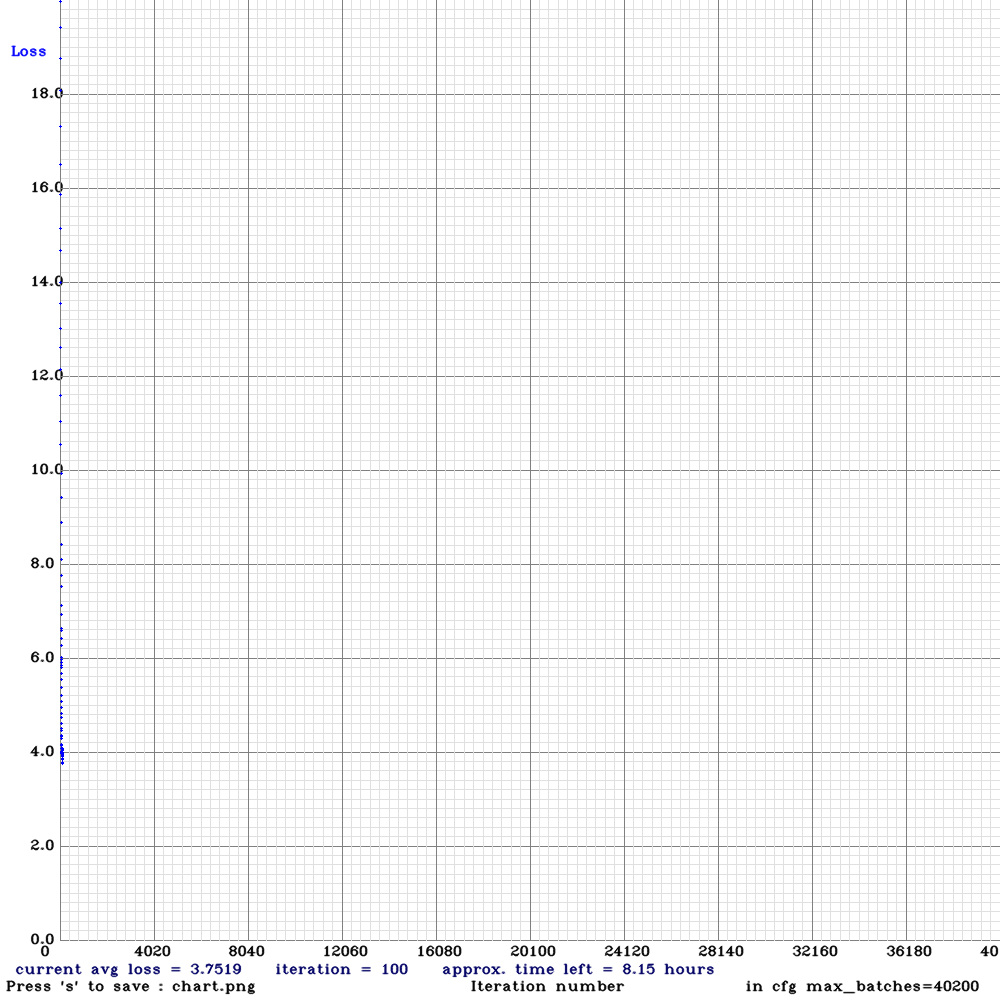 Loss
18.0
16.0
14.0
12.0
10.0
8.0
6.0
4.0
2.0
0.0
0 4020 8040 12060 16080 20100 24120 28140 32160 36180 40
current avg loss = 3.7519 iteration = 100 approx. time left = 8.15 hours
Press 's' to save : chart.png Iteration number in cfg max_batches=40200